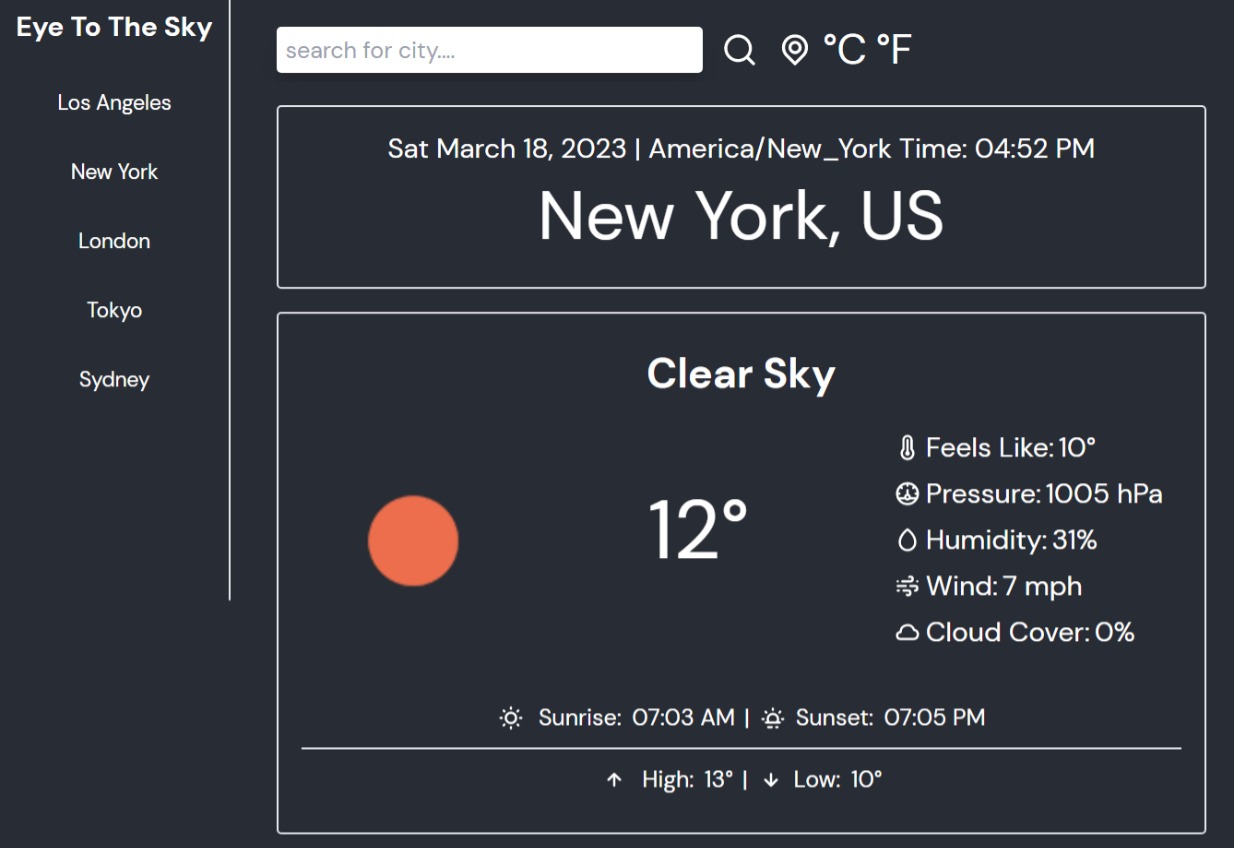 Eye To The Sky
Los Angeles
New York
London
Tokyo
Sydney
search for city....
°C °F
Sat March 18, 2023 | America/New_York Time: 04:52 PM
New York, US
Clear Sky
12°
Feels Like: 10°
Pressure: 1005 hPa
Humidity: 31%
Wind: 7 mph
Cloud Cover: 0%
Sunrise: 07:03 AM | Sunset: 07:05 PM
High: 13° | Low: 10°